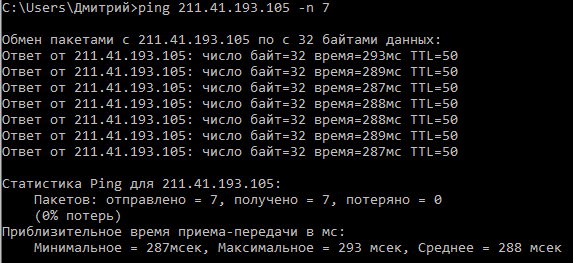 C:\Users\Дмитрий>ping 211.41.193.105 -n 7
Обмен пакетами с 211.41.193.105 по с 32 байтами данных:
Ответ от 211.41.193.105: число байт=32 время=293мс TTL=50
Ответ от 211.41.193.105: число байт=32 время=289мс TTL=50
Ответ от 211.41.193.105: число байт=32 время=287мс TTL=50
Ответ от 211.41.193.105: число байт=32 время=288мс TTL=50
Ответ от 211.41.193.105: число байт=32 время=288мс TTL=50
Ответ от 211.41.193.105: число байт=32 время=289мс TTL=50
Ответ от 211.41.193.105: число байт=32 время=287мс TTL=50
Статистика Ping для 211.41.193.105:
Пакетов: отправлено = 7, получено = 7, потеряно = 0
(0% потерь)
Приблизительное время приема-передачи в мс:
Минимальное = 287мсек, Максимальное = 293 мсек, Среднее = 288 мсек